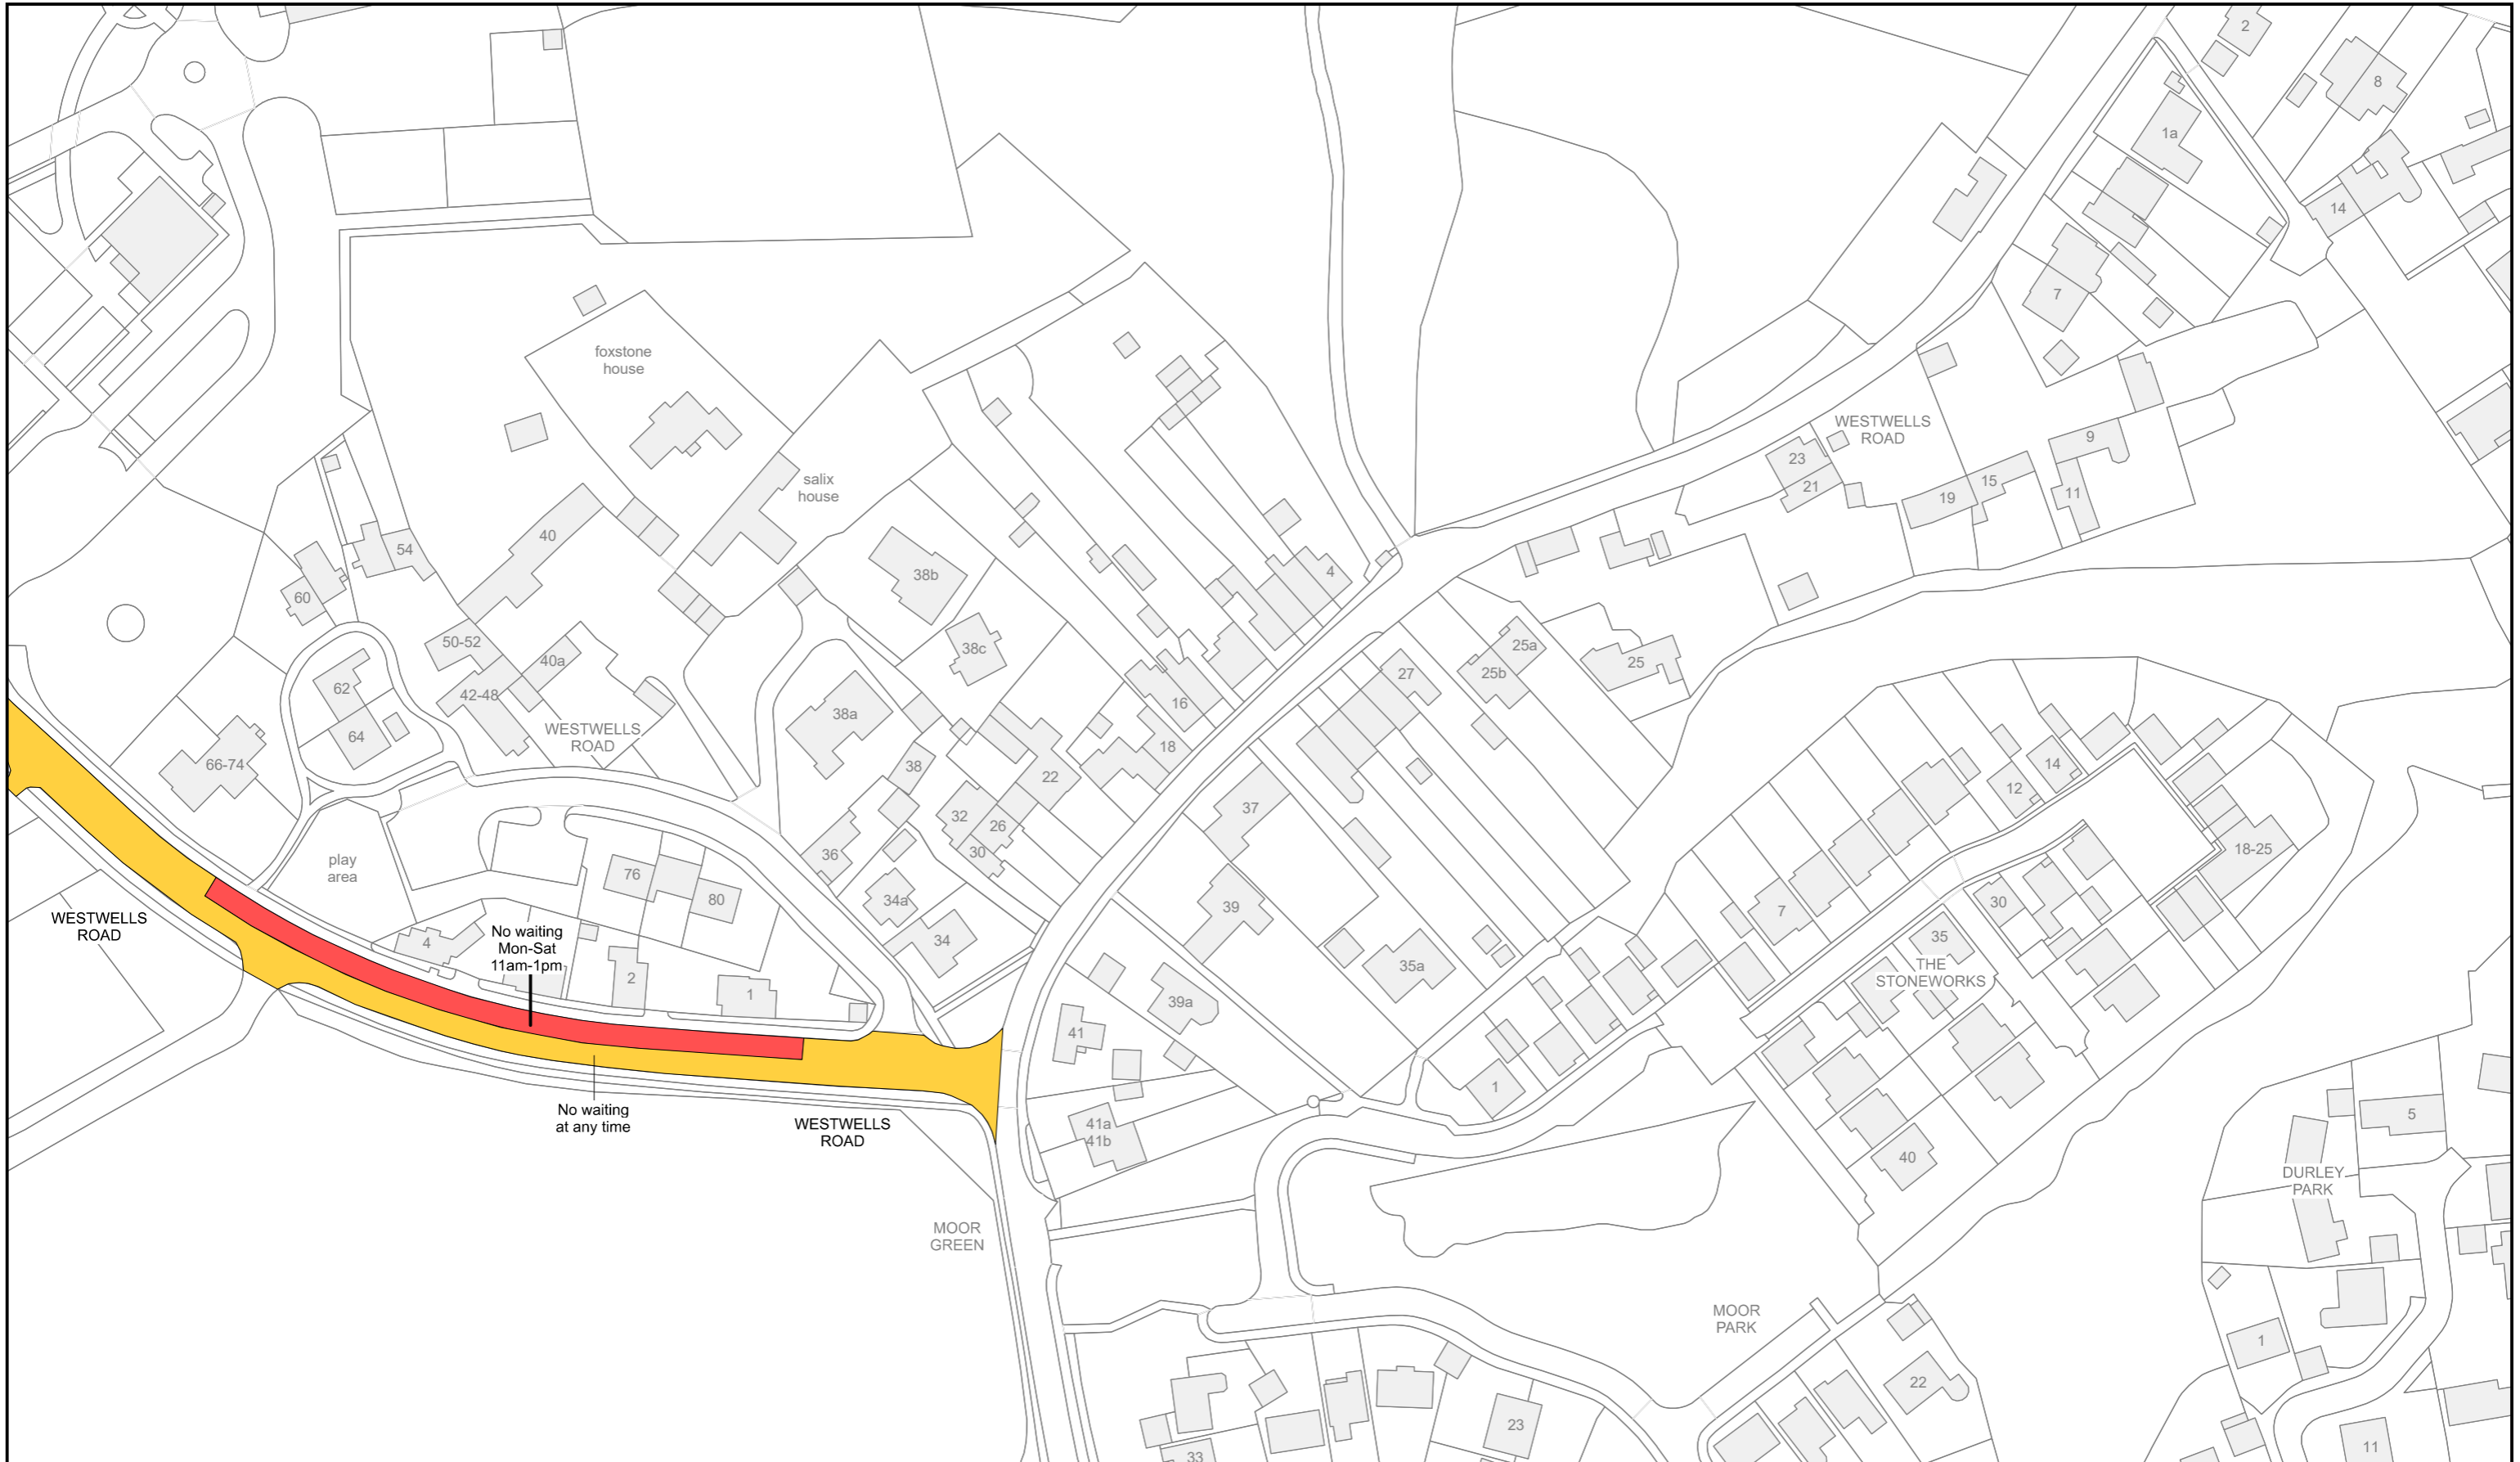 2
8
1a
14
7
foxstone
house
WESTWELLS
ROAD
9
23
21
15
19
11
salix
house
40
54
38b
4
60
50-52
40a
38c
25a
25b
25
27
62
42-48
16
64
WESTWELLS
ROAD
38a
18
66-74
38
22
37
14
12
play
area
76
80
36
32
26
30
34a
34
39
35a
7
30
18-25
35
WESTWELLS
ROAD
4
No waiting
Mon-Sat
11am-1pm
2
1
39a
41
THE
STONEWORKS
1
No waiting
at any time
WESTWELLS
ROAD
41a
41b
40
5
DURLEY
PARK
MOOR
GREEN
MOOR
PARK
1
22
23
33
11